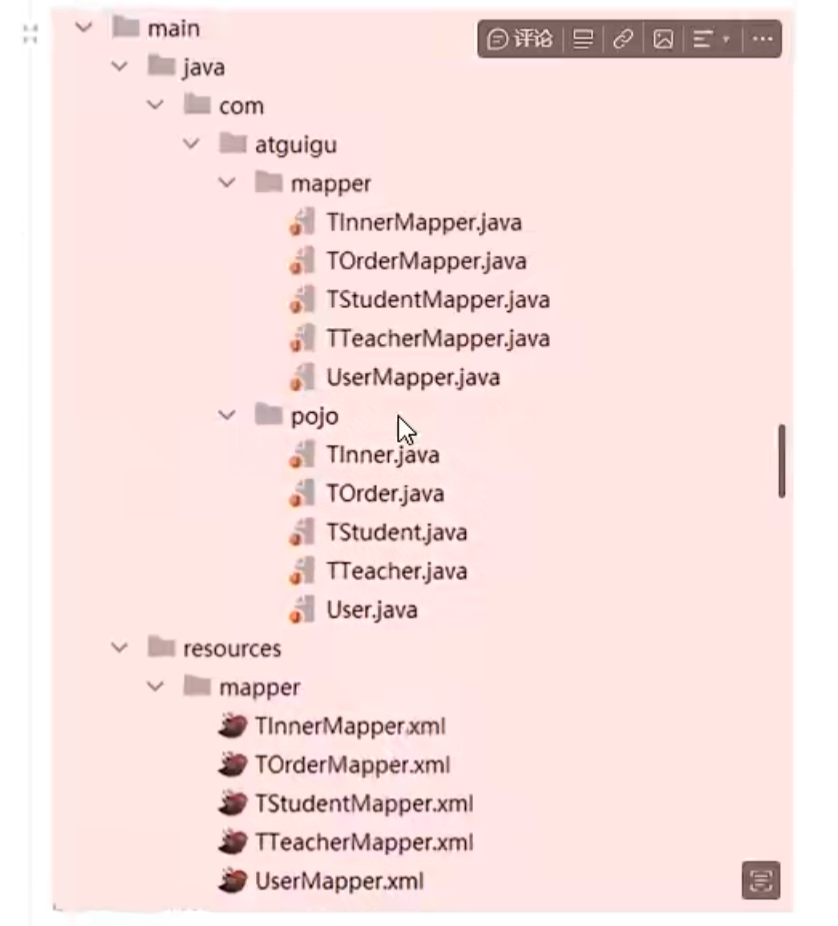 main
评论
java
com
atguigu
mapper
TInnerMapper.java
TOrderMapper.java
TStudentMapper.java
TTeacherMapper.java
UserMapper.java
pojo
TInner.java
TOrder.java
TStudent.java
TTeacher.java
User.java
resources
mapper
TInnerMapper.xml
TOrderMapper.xml
TStudentMapper.xml
TTeacherMapper.xml
UserMapper.xml